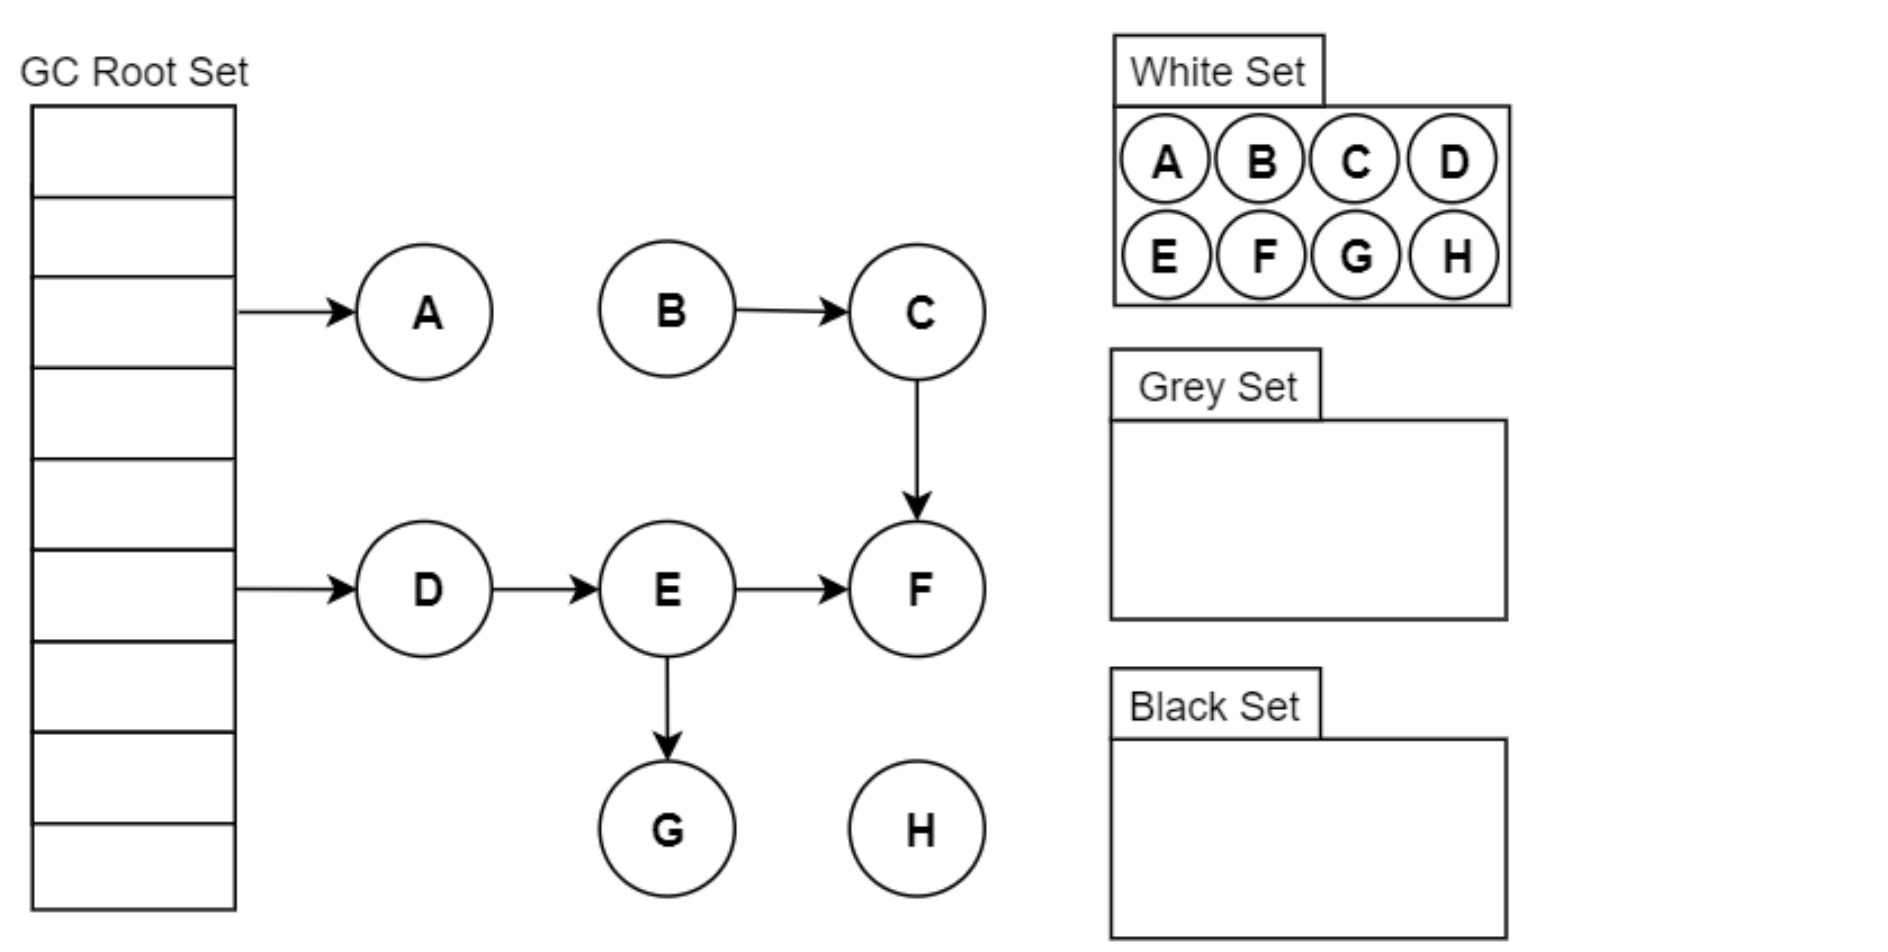 GC Root Set
A
B
C
D
E
F
G
H
White Set
A B C D
E F G H
Grey Set
Black Set